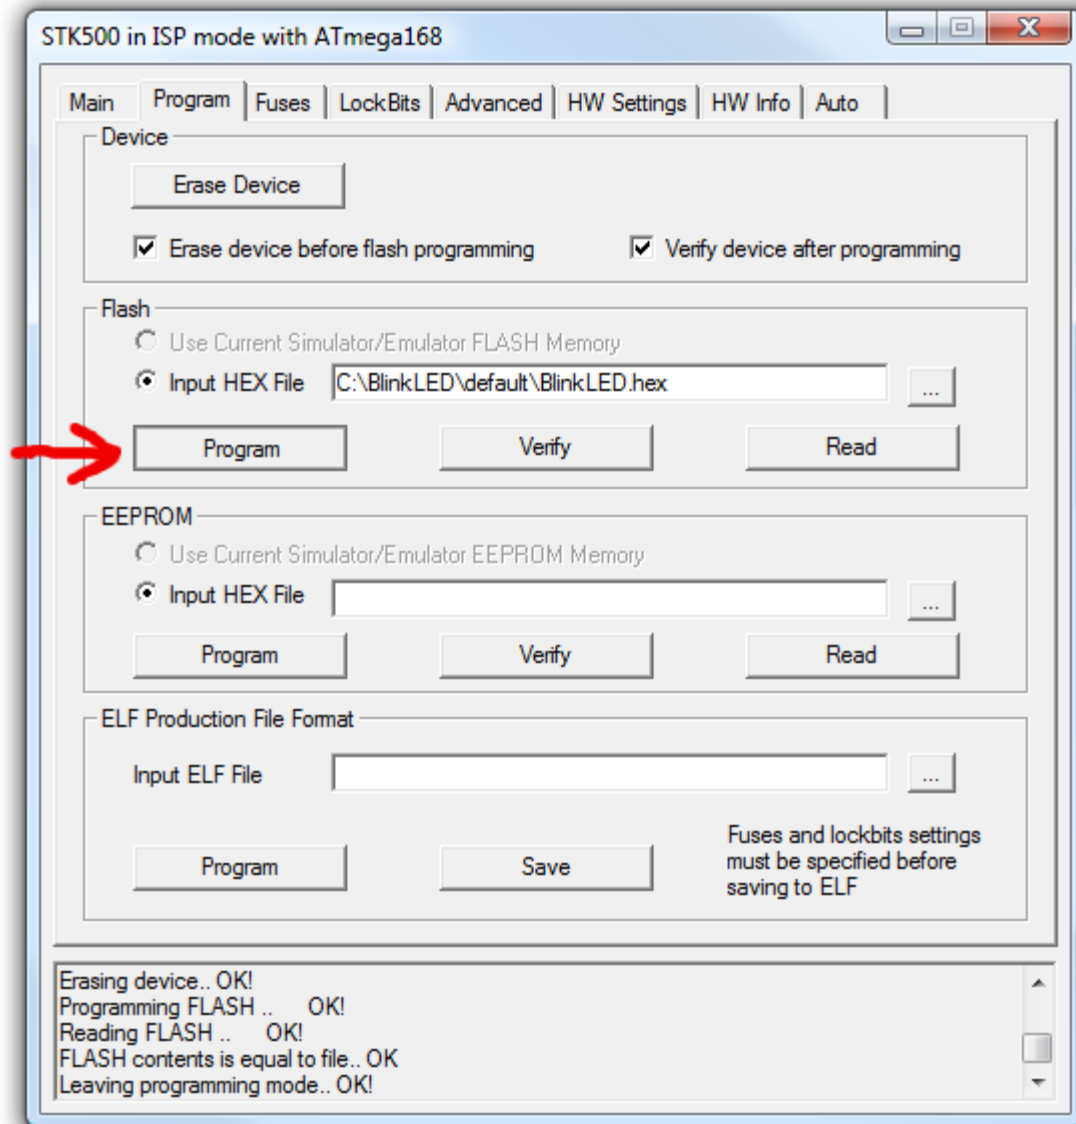 STK500 in ISP mode with ATmega168
Main Program Fuses LockBits Advanced HW Settings HW Info Auto
Device
Erase Device
Erase device before flash programming Verify device after programming
Flash
Use Current Simulator/Emulator FLASH Memory
Input HEX File C:\BlinkLED\default\BlinkLED.hex ...
Program Verify Read
EEPROM
Use Current Simulator/Emulator EEPROM Memory
Input HEX File ...
Program Verify Read
ELF Production File Format
Input ELF File ...
Fuses and lockbits settings
must be specified before
saving to ELF
Program Save
Erasing device.. OK!
Programming FLASH .. OK!
Reading FLASH .. OK!
FLASH contents is equal to file.. OK
Leaving programming mode.. OK!